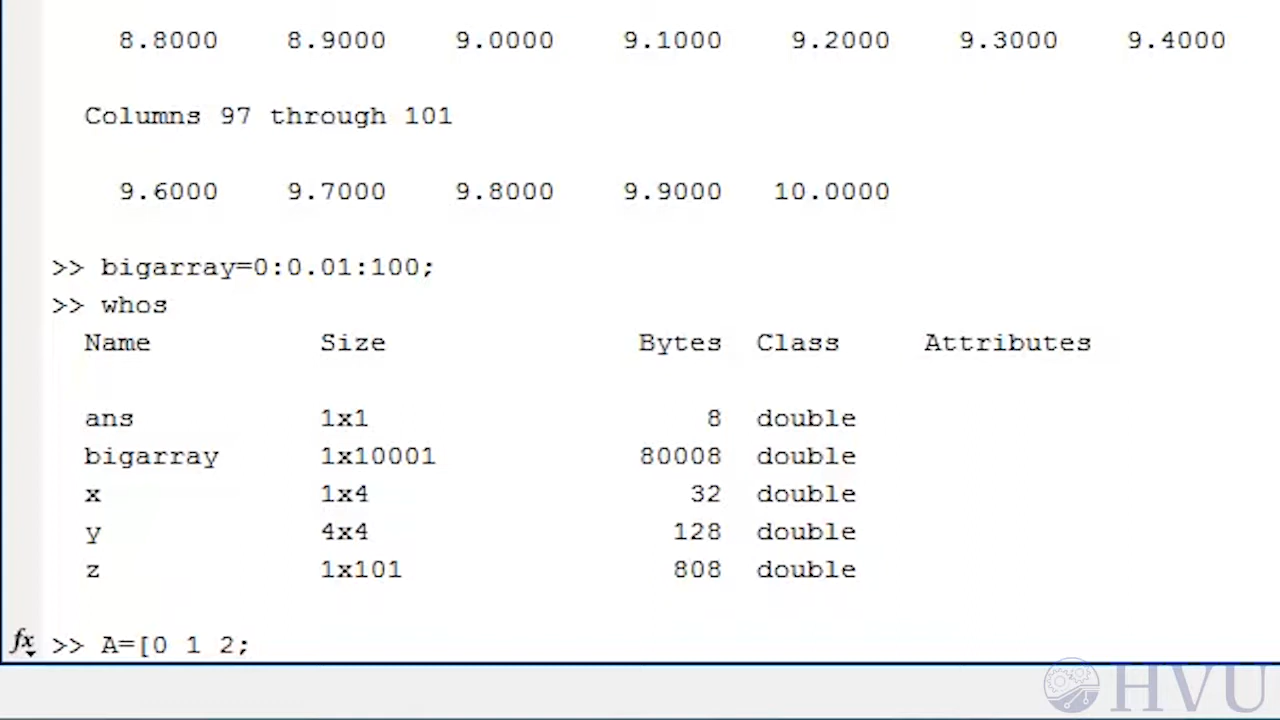 8.8000 8.9000 9.0000 9.1000 9.2000 9.3000 9.4000
Columns 97 through 101
9.6000 9.7000 9.8000 9.9000 10.0000
>> bigarray=0:0.01:100;
>> whos
Name Size Bytes Class Attributes
ans 1x1 8 double
bigarray 1x10001 80008 double
x 1x4 32 double
y 4x4 128 double
z 1x101 808 double
fx >> A=[0 1 2;
HVU